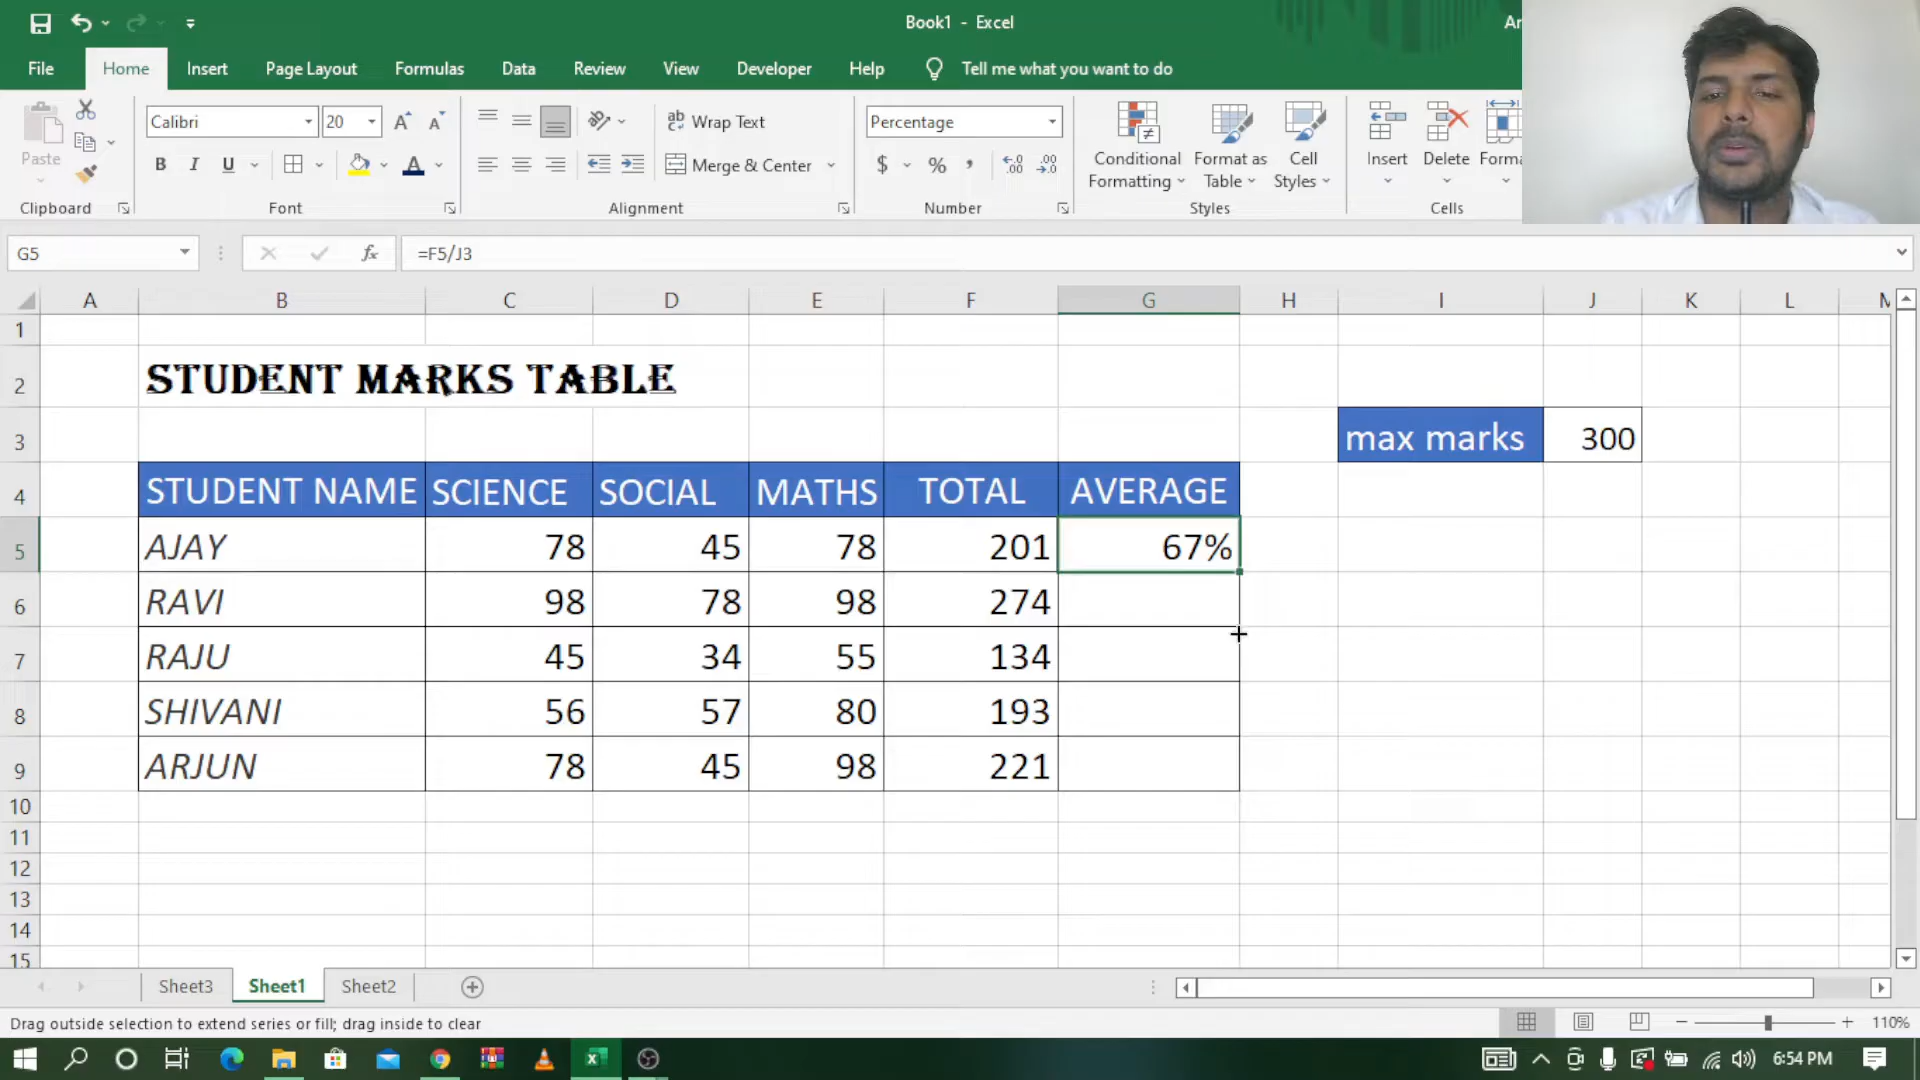 Book1 - Excel
File Home Insert Page Layout Formulas Data Review View Developer Help Tell me what you want to do
Calibri 20 Wrap Text Percentage
Paste B I U Merge & Center $ % , Conditional Formatting Format as Table Cell Styles Insert Delete
Clipboard Font Alignment Number Styles Cells
G5 fx =F5/J3
A B C D E F G H I J K L M
1
2 STUDENT MARKS TABLE
3 max marks 300
4 STUDENT NAME SCIENCE SOCIAL MATHS TOTAL AVERAGE
5 AJAY 78 45 78 201 67%
6 RAVI 98 78 98 274
7 RAJU 45 34 55 134
8 SHIVANI 56 57 80 193
9 ARJUN 78 45 98 221
10
11
12
13
14
15
Sheet3 Sheet1 Sheet2
Drag outside selection to extend series or fill; drag inside to clear 110%
6:54 PM